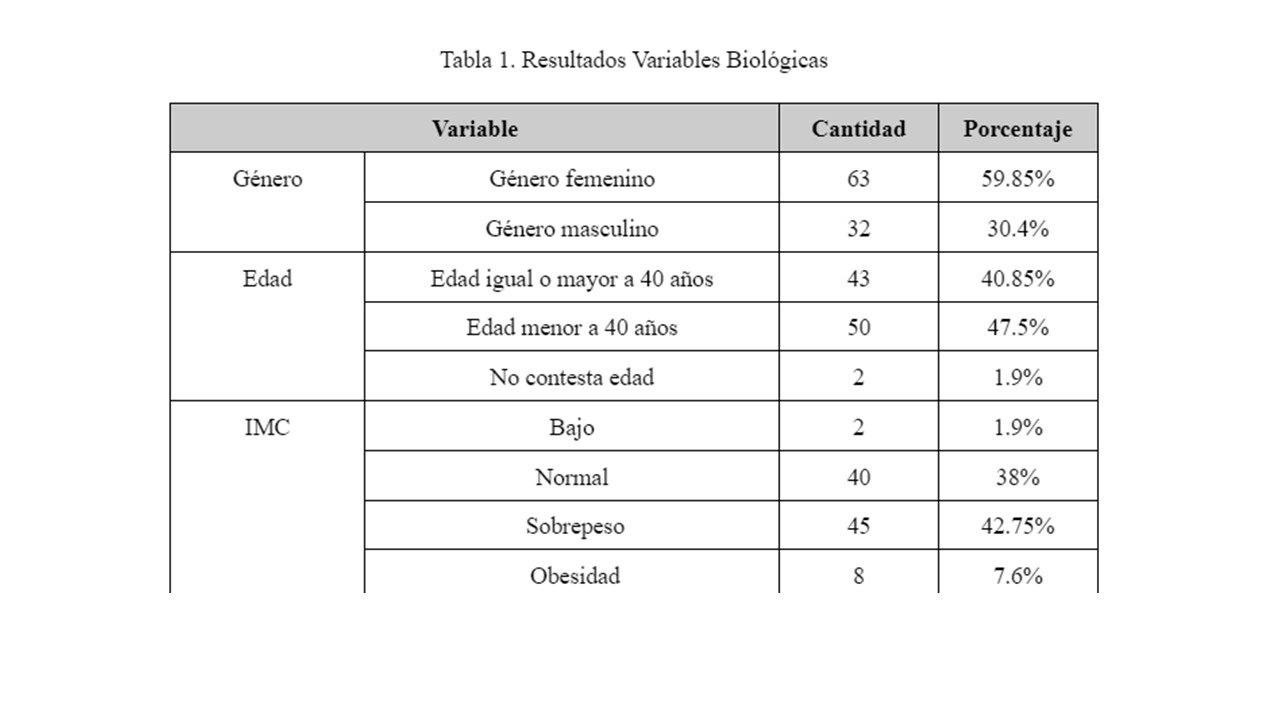 Tabla 1. Resultados Variables Biológicas
Variable Cantidad Porcentaje
Género Género femenino 63 59.85%
Género masculino 32 30.4%
Edad Edad igual o mayor a 40 años 43 40.85%
Edad menor a 40 años 50 47.5%
No contesta edad 2 1.9%
IMC Bajo 2 1.9%
Normal 40 38%
Sobrepeso 45 42.75%
Obesidad 8 7.6%